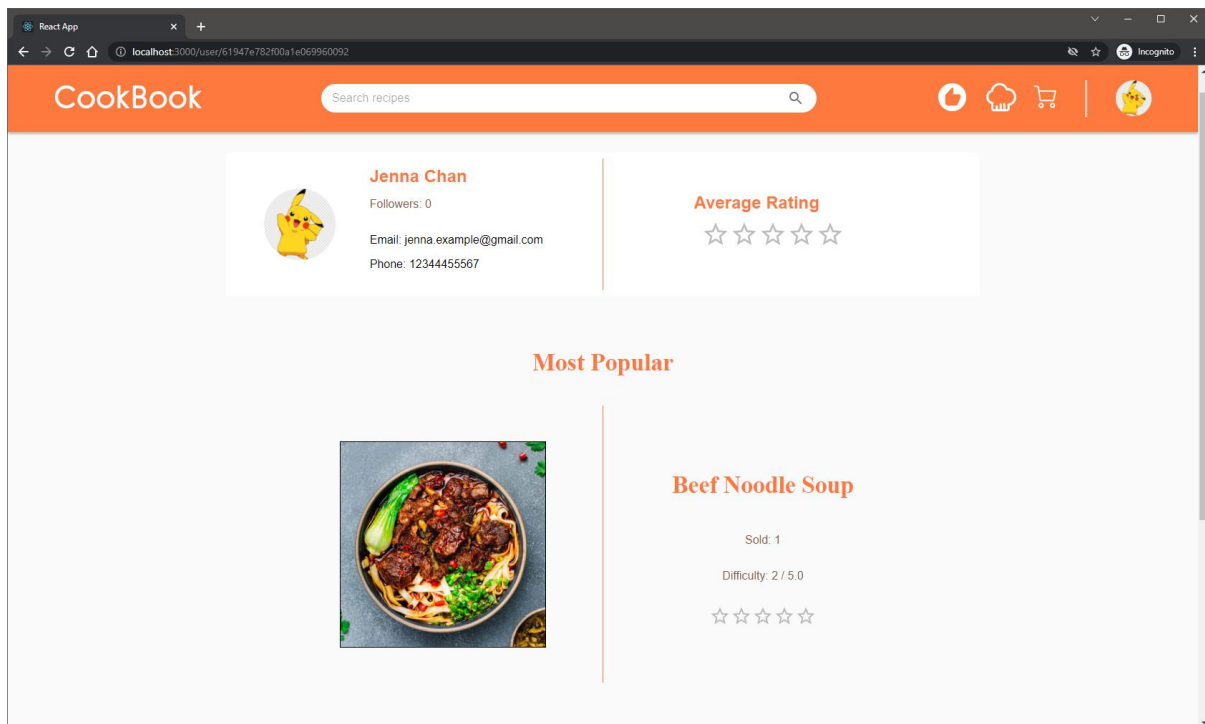 React App
localhost:3000/user/61947e782f00a1e069960092
Incognito
CookBook
Search recipes
Jenna Chan
Followers: 0
Email: jenna.example@gmail.com
Phone: 12344455567
Average Rating
Most Popular
Beef Noodle Soup
Sold: 1
Difficulty: 2 / 5.0